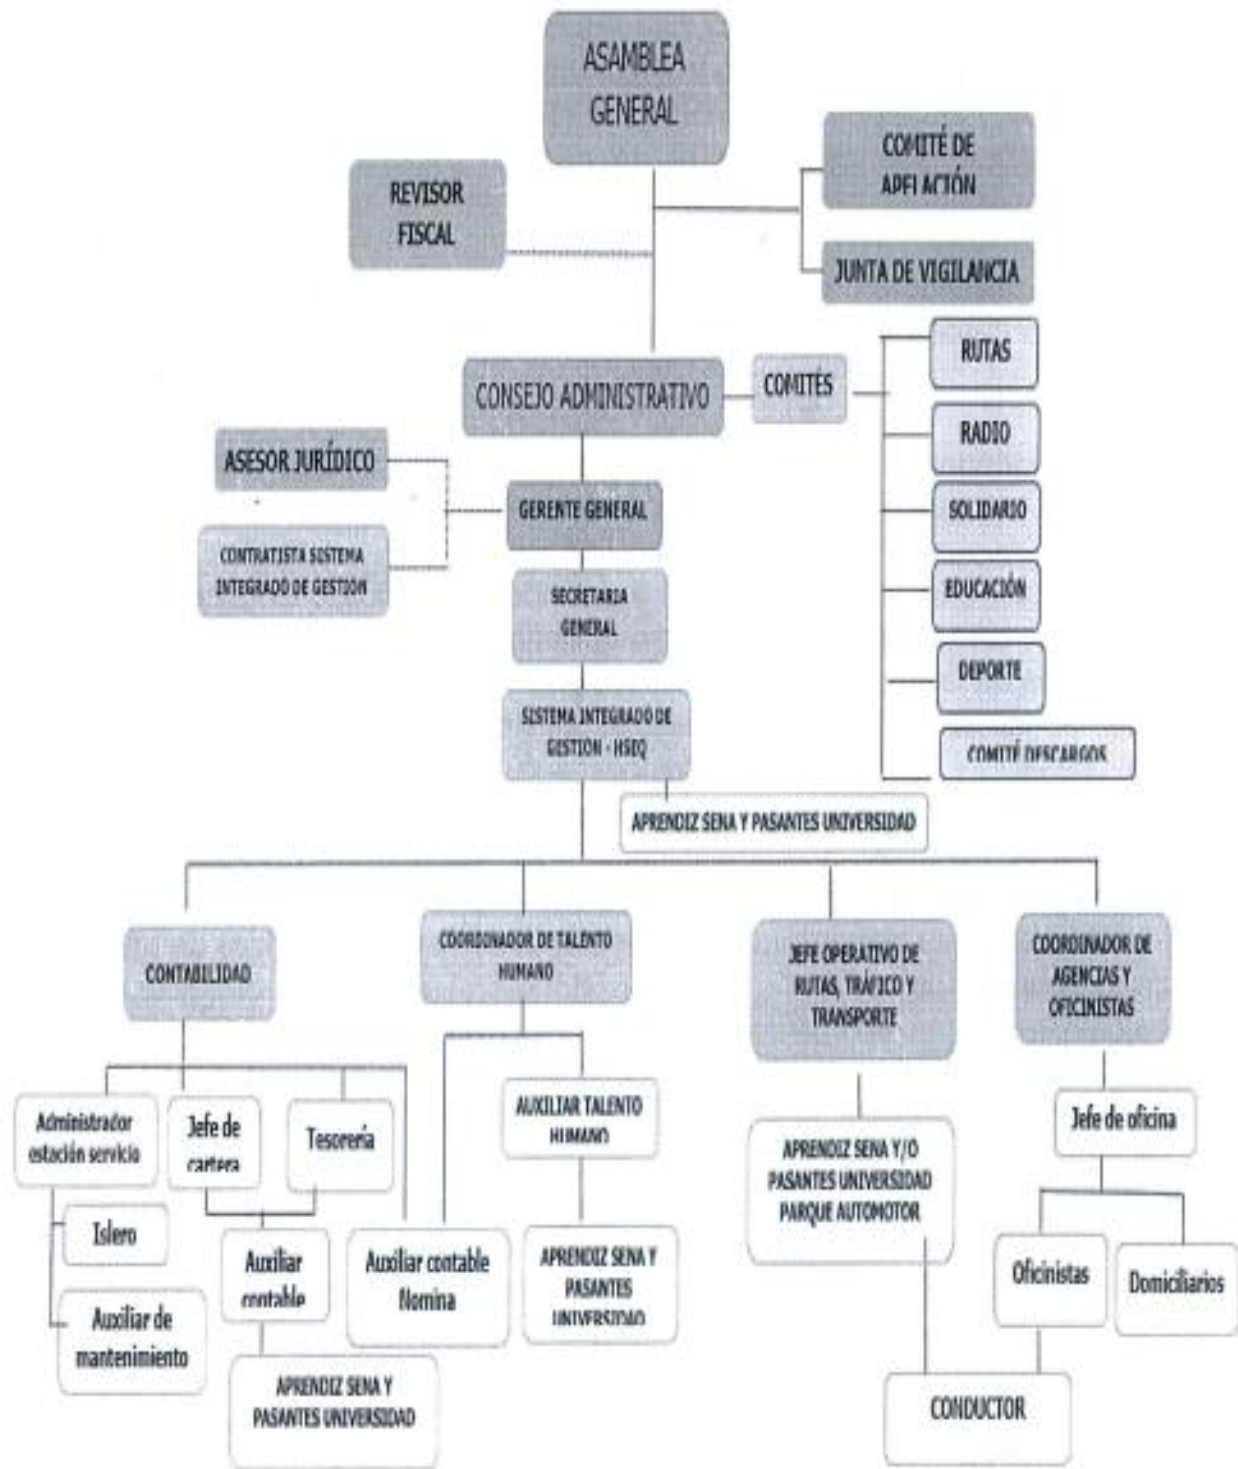 ASAMBLEA
GENERAL
COMITÉ DE
APELACIÓN
REVISOR
FISCAL
JUNTA DE VIGILANCIA
RUTAS
CONSEJO ADMINISTRATIVO
COMITÉS
RADIO
ASESOR JURÍDICO
GERENTE GENERAL
SOLIDARIO
CONTRATISTA SISTEMA
INTEGRADO DE GESTION
SECRETARIA
GENERAL
EDUCACIÓN
DEPORTE
SISTEMA INTEGRADO DE
GESTION - HSEQ
COMITÉ DESCARGOS
APRENDIZ SENA Y PASANTES UNIVERSIDAD
CONTABILIDAD
COORDINADOR DE TALENTO
HUMANO
JEFE OPERATIVO DE
RUTAS, TRÁFICO Y
TRANSPORTE
COORDINADOR DE
AGENCIAS Y
OFICINISTAS
Administrador
estación servicio
Jefe de
cartera
Tesorería
AUXILIAR TALENTO
HUMANO
APRENDIZ SENA Y/O
PASANTES UNIVERSIDAD
PARQUE AUTOMOTOR
Jefe de oficina
Islero
Auxiliar de
mantenimiento
Auxiliar
contable
Auxiliar contable
Nomina
APRENDIZ SENA Y
PASANTES
UNIVERSIDAD
Oficinistas
Domiciliarios
APRENDIZ SENA Y
PASANTES UNIVERSIDAD
CONDUCTOR